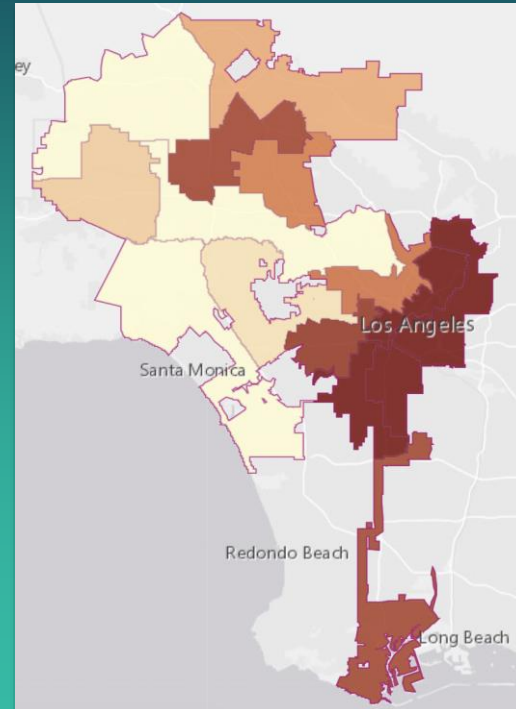 ey
Los Angeles
Santa Monica
Redondo Beach
Long Beach